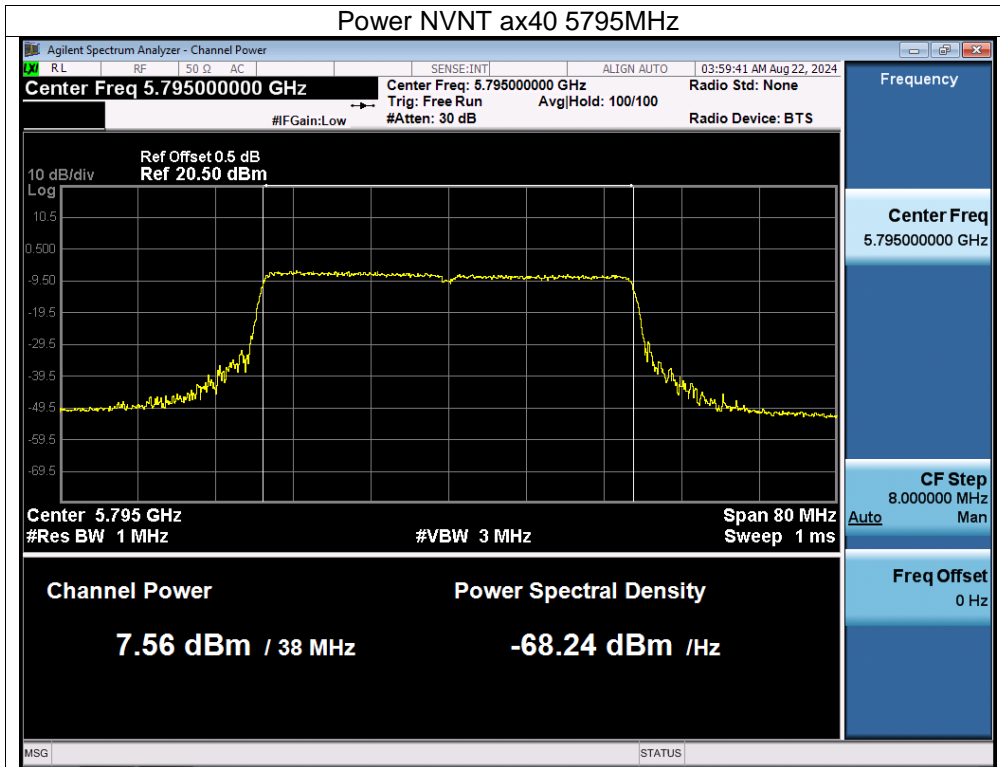 Power NVNT ax40 5795MHz
Agilent Spectrum Analyzer - Channel Power
LXI RL RF 50 Ω AC SENSE:INT ALIGN AUTO 03:59:41 AM Aug 22, 2024
Center Freq 5.795000000 GHz
Center Freq: 5.795000000 GHz
Radio Std: None
Trig: Free Run Avg|Hold: 100/100
#IFGain:Low
#Atten: 30 dB
Radio Device: BTS
Ref Offset 0.5 dB
10 dB/div Ref 20.50 dBm
Log
10.5
0.500
-9.50
-19.5
-29.5
-39.5
-49.5
-59.5
-69.5
Center 5.795 GHz
Span 80 MHz
#Res BW 1 MHz
#VBW 3 MHz
Sweep 1 ms
Channel Power
Power Spectral Density
7.56 dBm / 38 MHz
-68.24 dBm /Hz
Frequency
Center Freq
5.795000000 GHz
CF Step
8.000000 MHz
Auto Man
Freq Offset
0 Hz
MSG
STATUS